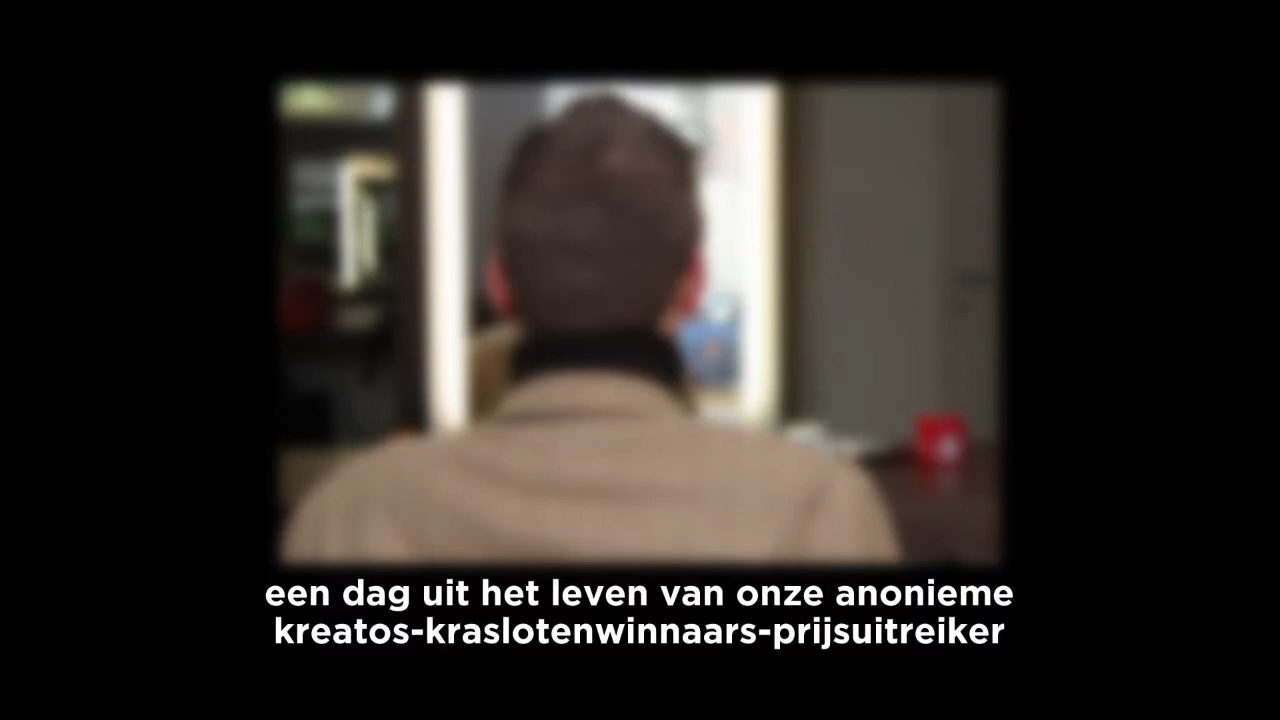 een dag uit het leven van onze anonieme
kreatos-kraslotenwinnaars-prijsuitreiker